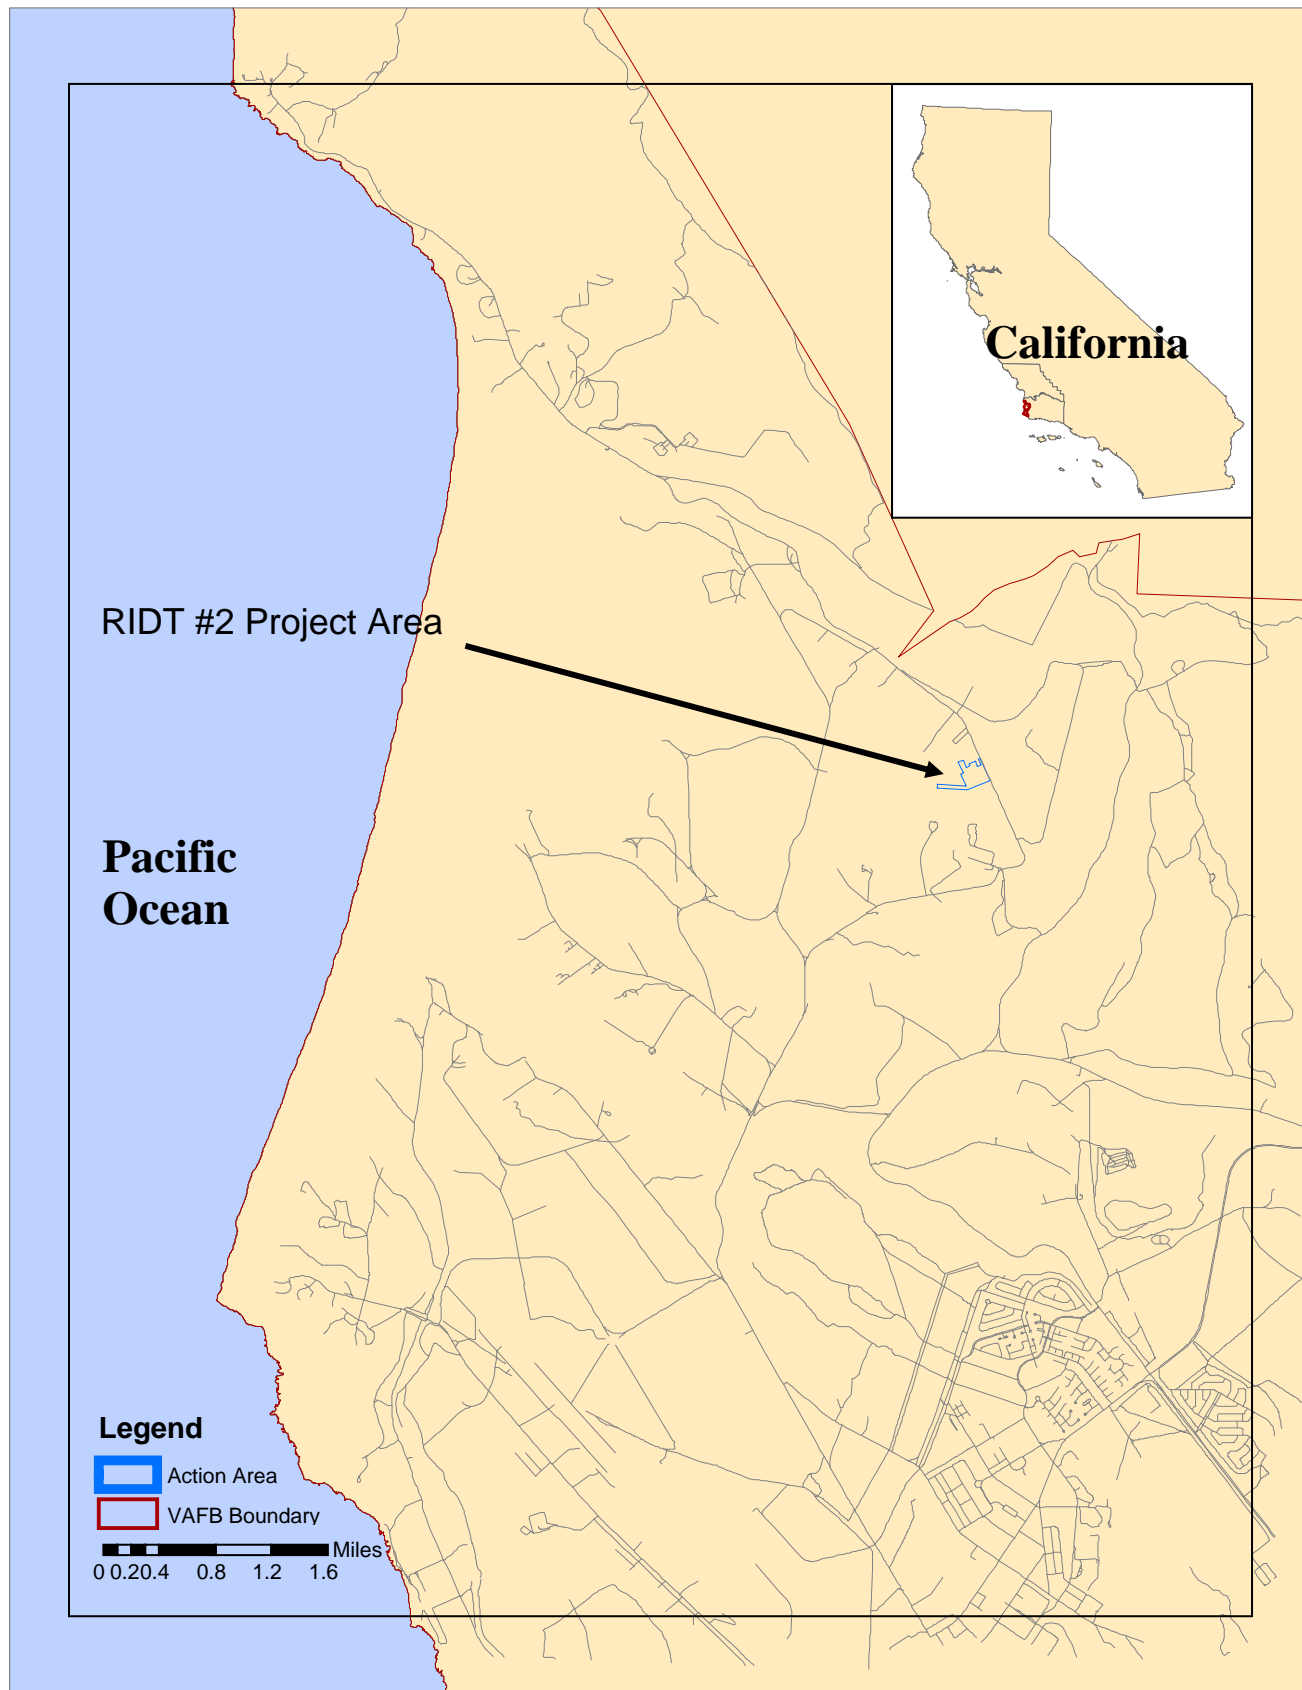 California
RIDT #2 Project Area
Pacific
Ocean
Legend
Action Area
VAFB Boundary
Miles
0 0.20.4 0.8 1.2 1.6